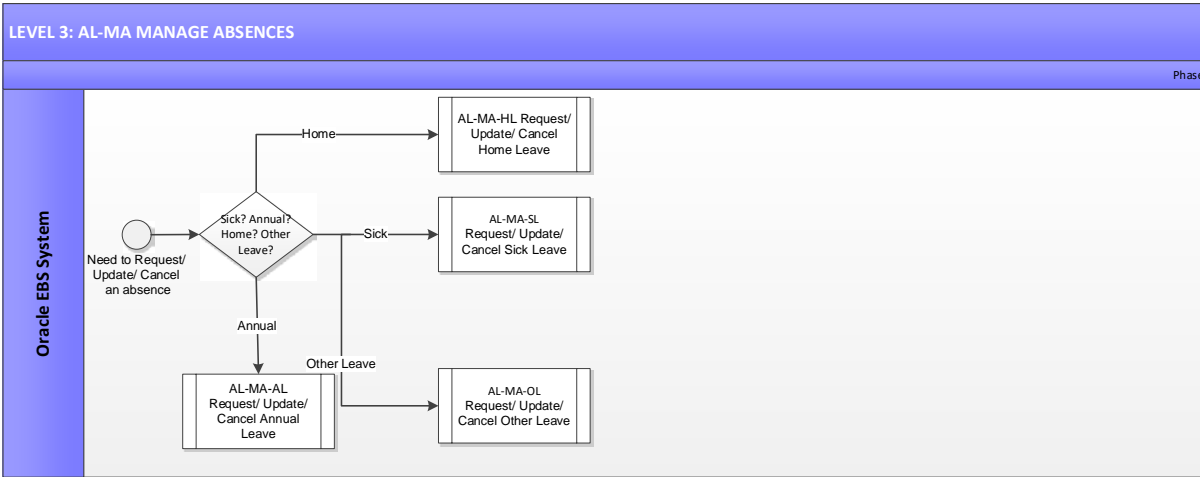 LEVEL 3: AL-MA MANAGE ABSENCES
Phase
Oracle EBS System
Need to Request/
Update/ Cancel
an absence
Sick? Annual?
Home? Other
Leave?
Home
AL-MA-HL Request/
Update/ Cancel
Home Leave
Sick
AL-MA-SL
Request/ Update/
Cancel Sick Leave
Annual
AL-MA-AL
Request/ Update/
Cancel Annual
Leave
Other Leave
AL-MA-OL
Request/ Update/
Cancel Other Leave